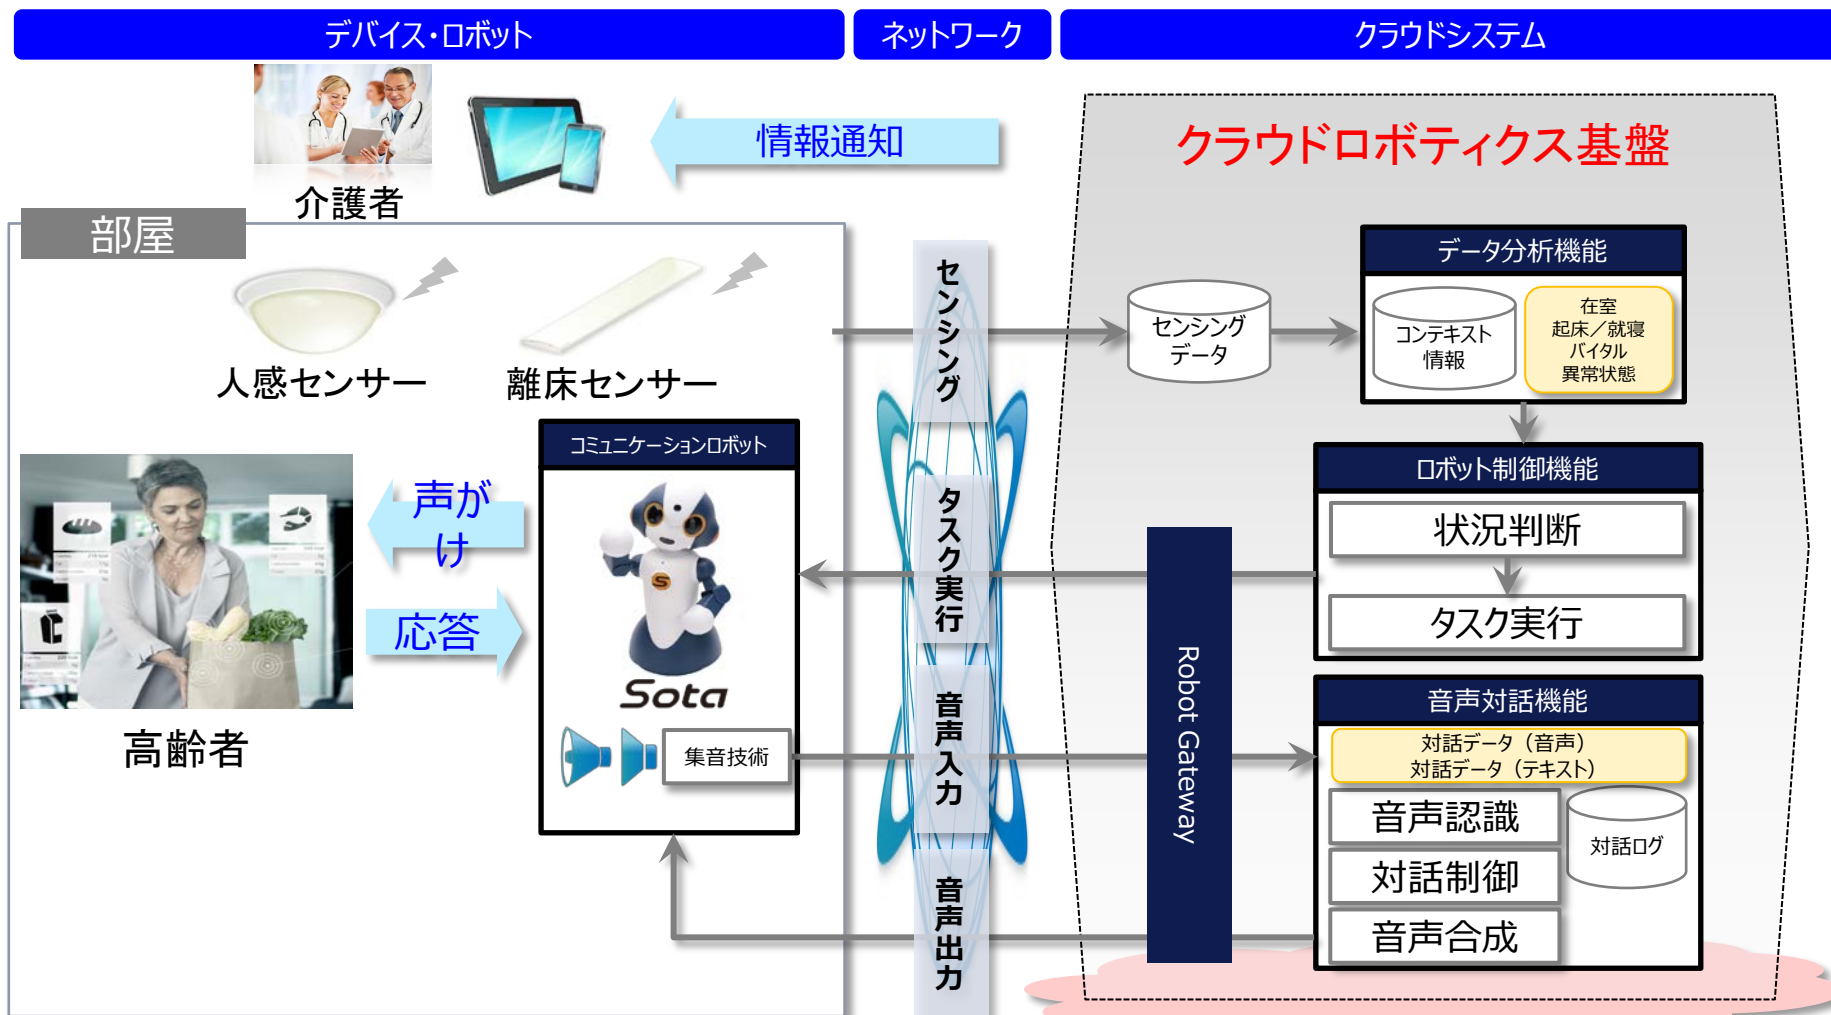 デバイス・ロボット
ネットワーク
クラウドシステム
介護者
情報通知
クラウドロボティクス基盤
部屋
人感センサー
離床センサー
センシング
センシング
データ
データ分析機能
コンテキスト
情報
在室
起床／就寝
バイタル
異常状態
コミュニケーションロボット
声が
け
応答
高齢者
S
Sota
集音技術
タスク実行
音声入力
音声出力
Robot Gateway
ロボット制御機能
状況判断
タスク実行
音声対話機能
対話データ（音声）
対話データ（テキスト）
音声認識
対話制御
音声合成
対話ログ